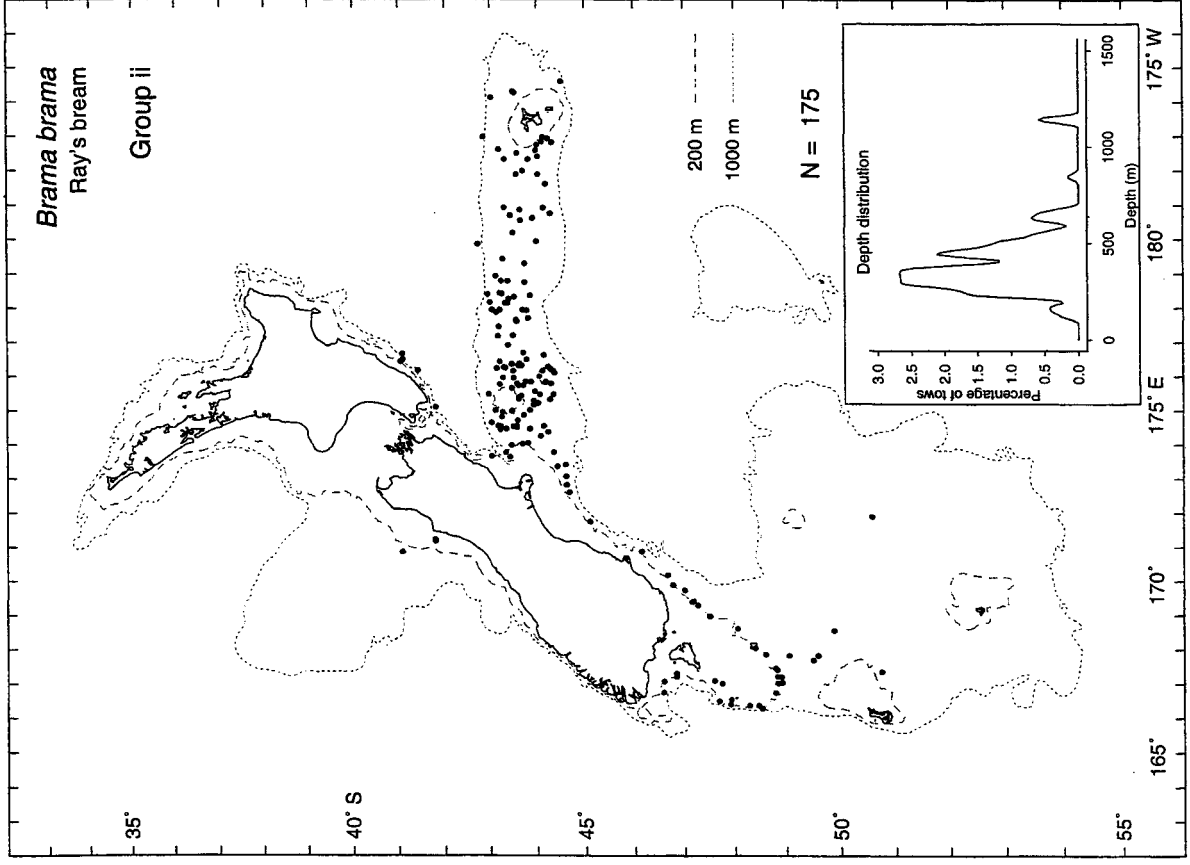 Brama brama
Ray's bream
Group ii
35˚
40˚ S
45˚
50˚
55˚
200 m
1000 m
N = 175
165˚
170˚
175˚ E
180˚
175˚ W
Depth distribution
Percentage of tows
3.0
2.5
2.0
1.5
1.0
0.5
0.0
0
500
1000
1500
Depth (m)